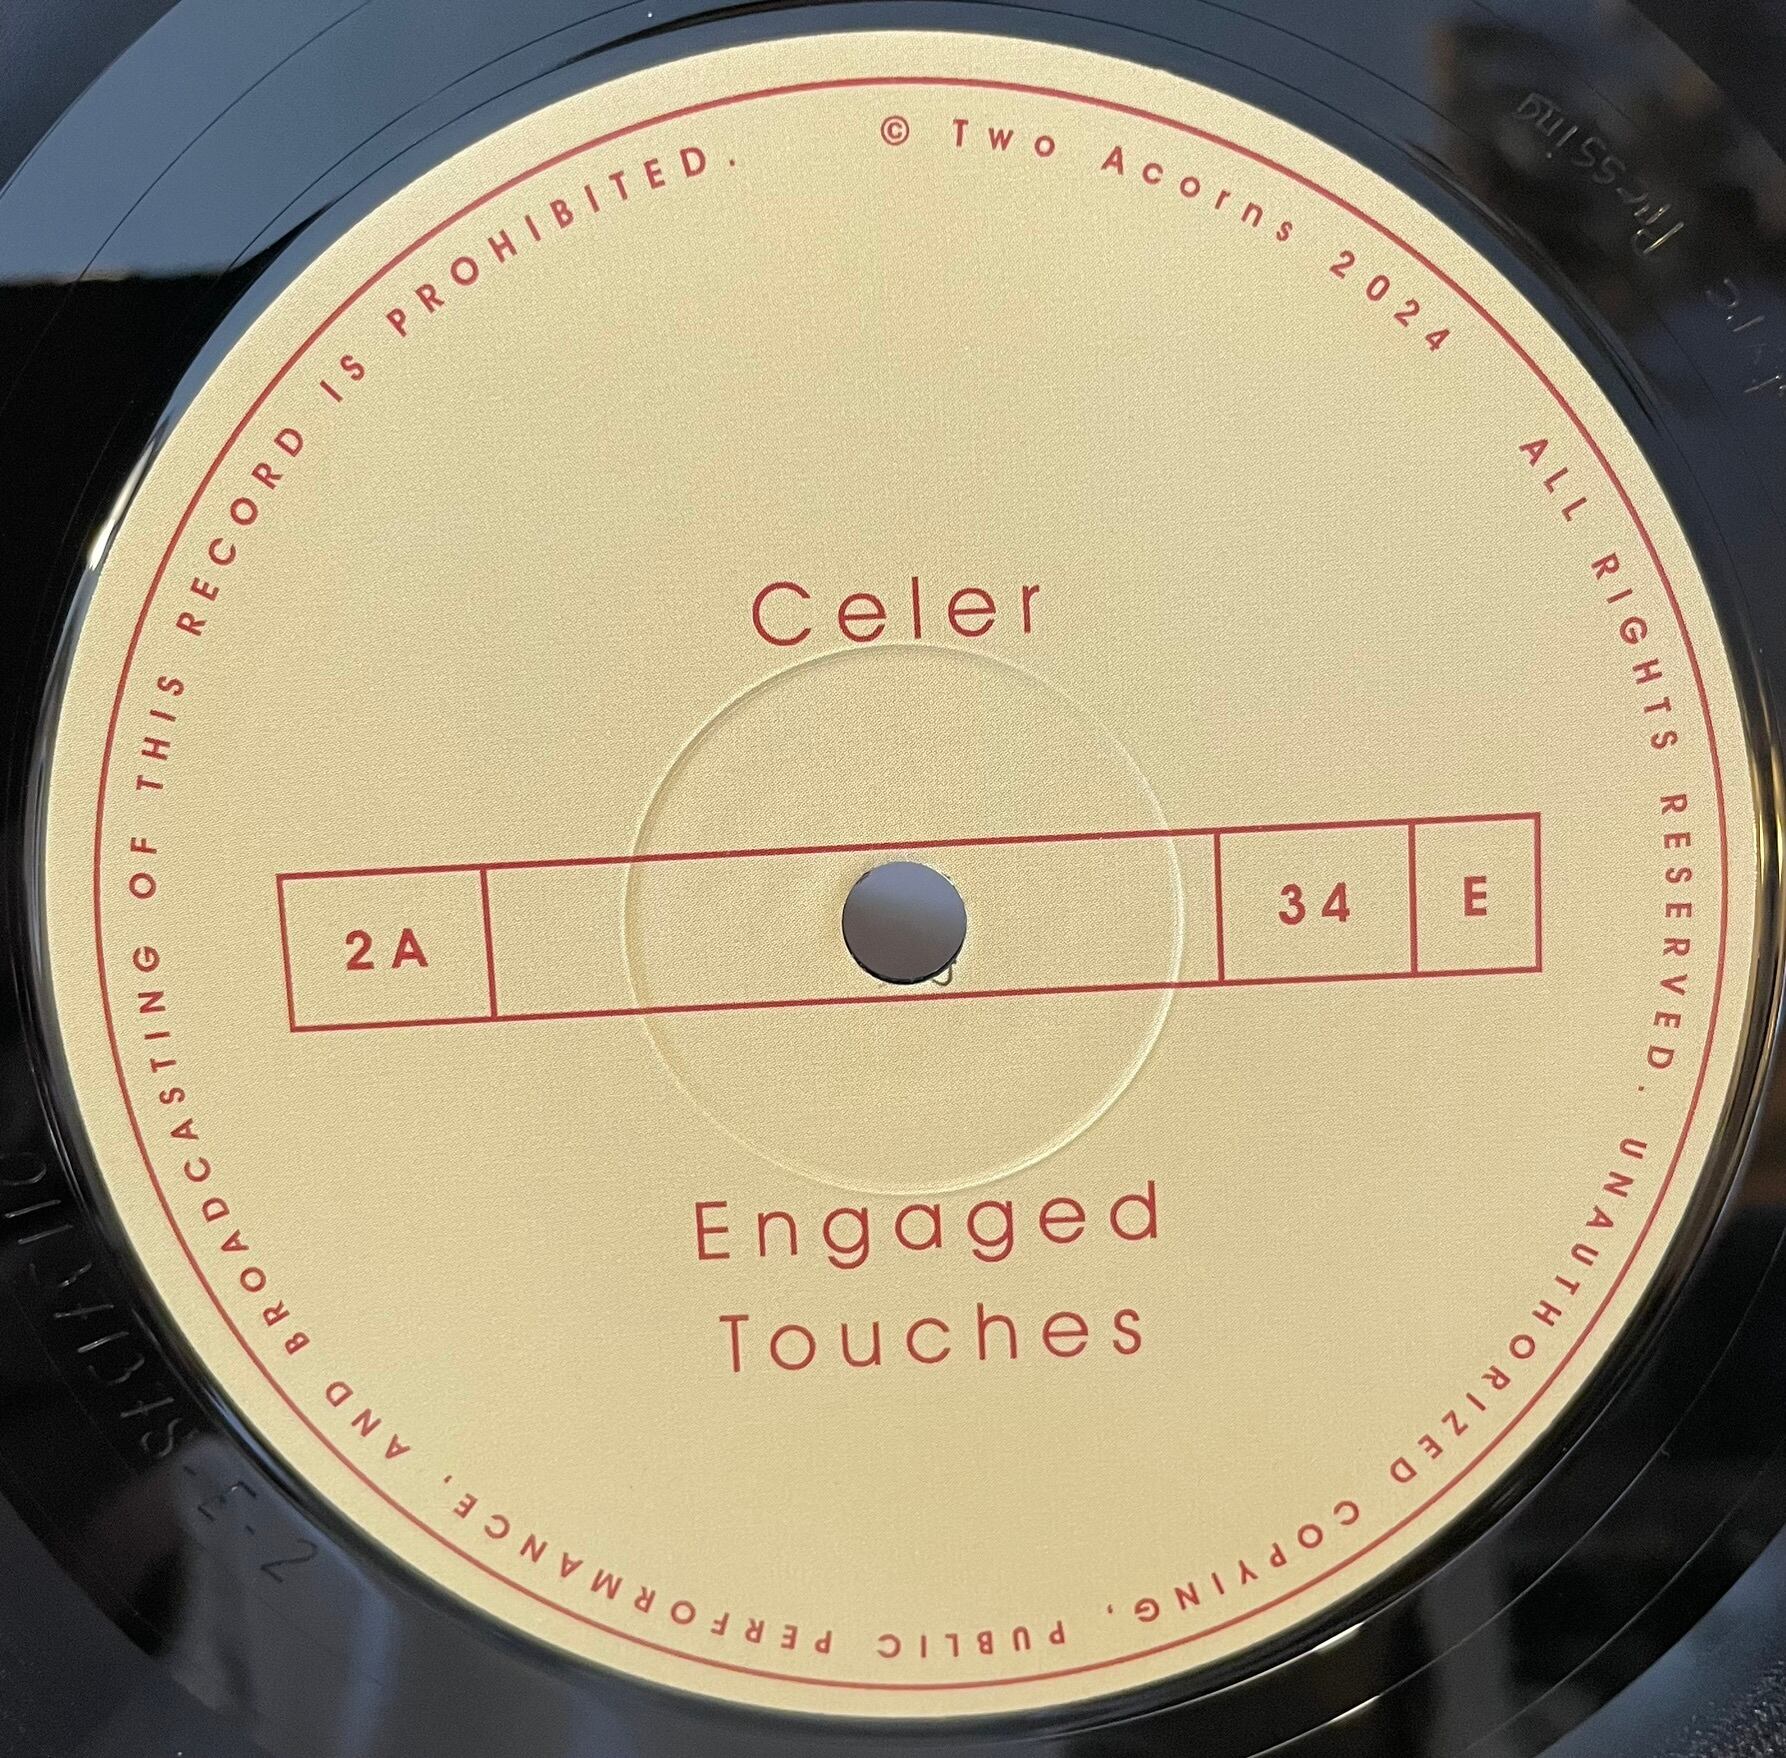 © Two Acorns 2024 ALL RIGHTS RESERVED. UNAUTHORIZED COPYING, PUBLIC PERFORMANCE, AND BROADCASTING OF THIS RECORD IS PROHIBITED.
Celer
2A 34 E
Engaged
Touches
Pressing